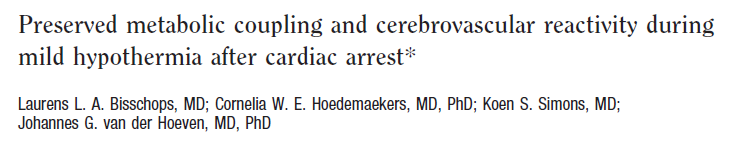 Preserved metabolic coupling and cerebrovascular reactivity during
mild hypothermia after cardiac arrest*
Laurens L. A. Bisschops, MD; Cornelia W. E. Hoedemaekers, MD, PhD; Koen S. Simons, MD;
Johannes G. van der Hoeven, MD, PhD